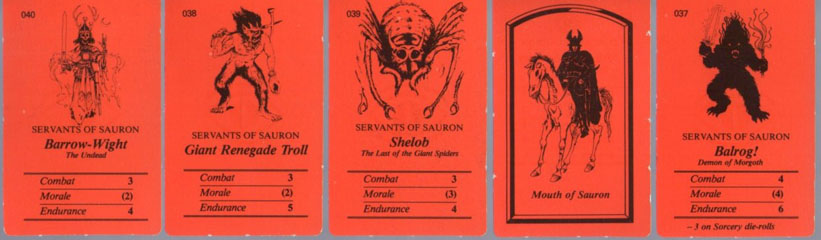 040
SERVANTS OF SAURON
Barrow-Wight
The Undead
Combat 3
Morale (2)
Endurance 4
038
SERVANTS OF SAURON
Giant Renegade Troll
Combat 3
Morale (2)
Endurance 5
039
SERVANTS OF SAURON
Shelob
The Last of the Giant Spiders
Combat 3
Morale (3)
Endurance 4
Mouth of Sauron
037
SERVANTS OF SAURON
Balrog!
Demon of Morgoth
Combat 4
Morale (4)
Endurance 6
– 3 on Sorcery die-rolls